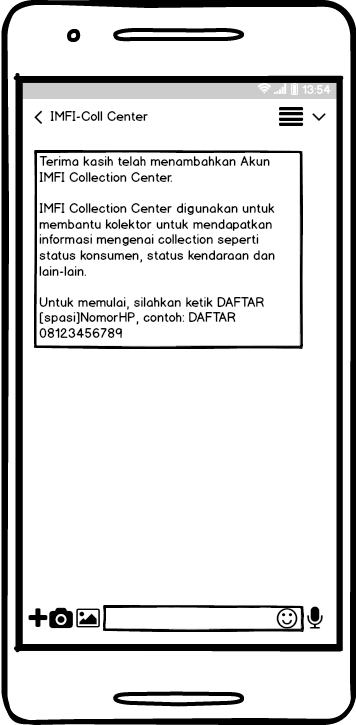 13:54
IMFI-Coll Center
Terima kasih telah menambahkan Akun
IMFI Collection Center.
IMFI Collection Center digunakan untuk
membantu kolektor untuk mendapatkan
informasi mengenai collection seperti
status konsumen, status kendaraan dan
lain-lain.
Untuk memulai, silahkan ketik DAFTAR
(spasi)NomorHP, contoh: DAFTAR
08123456789